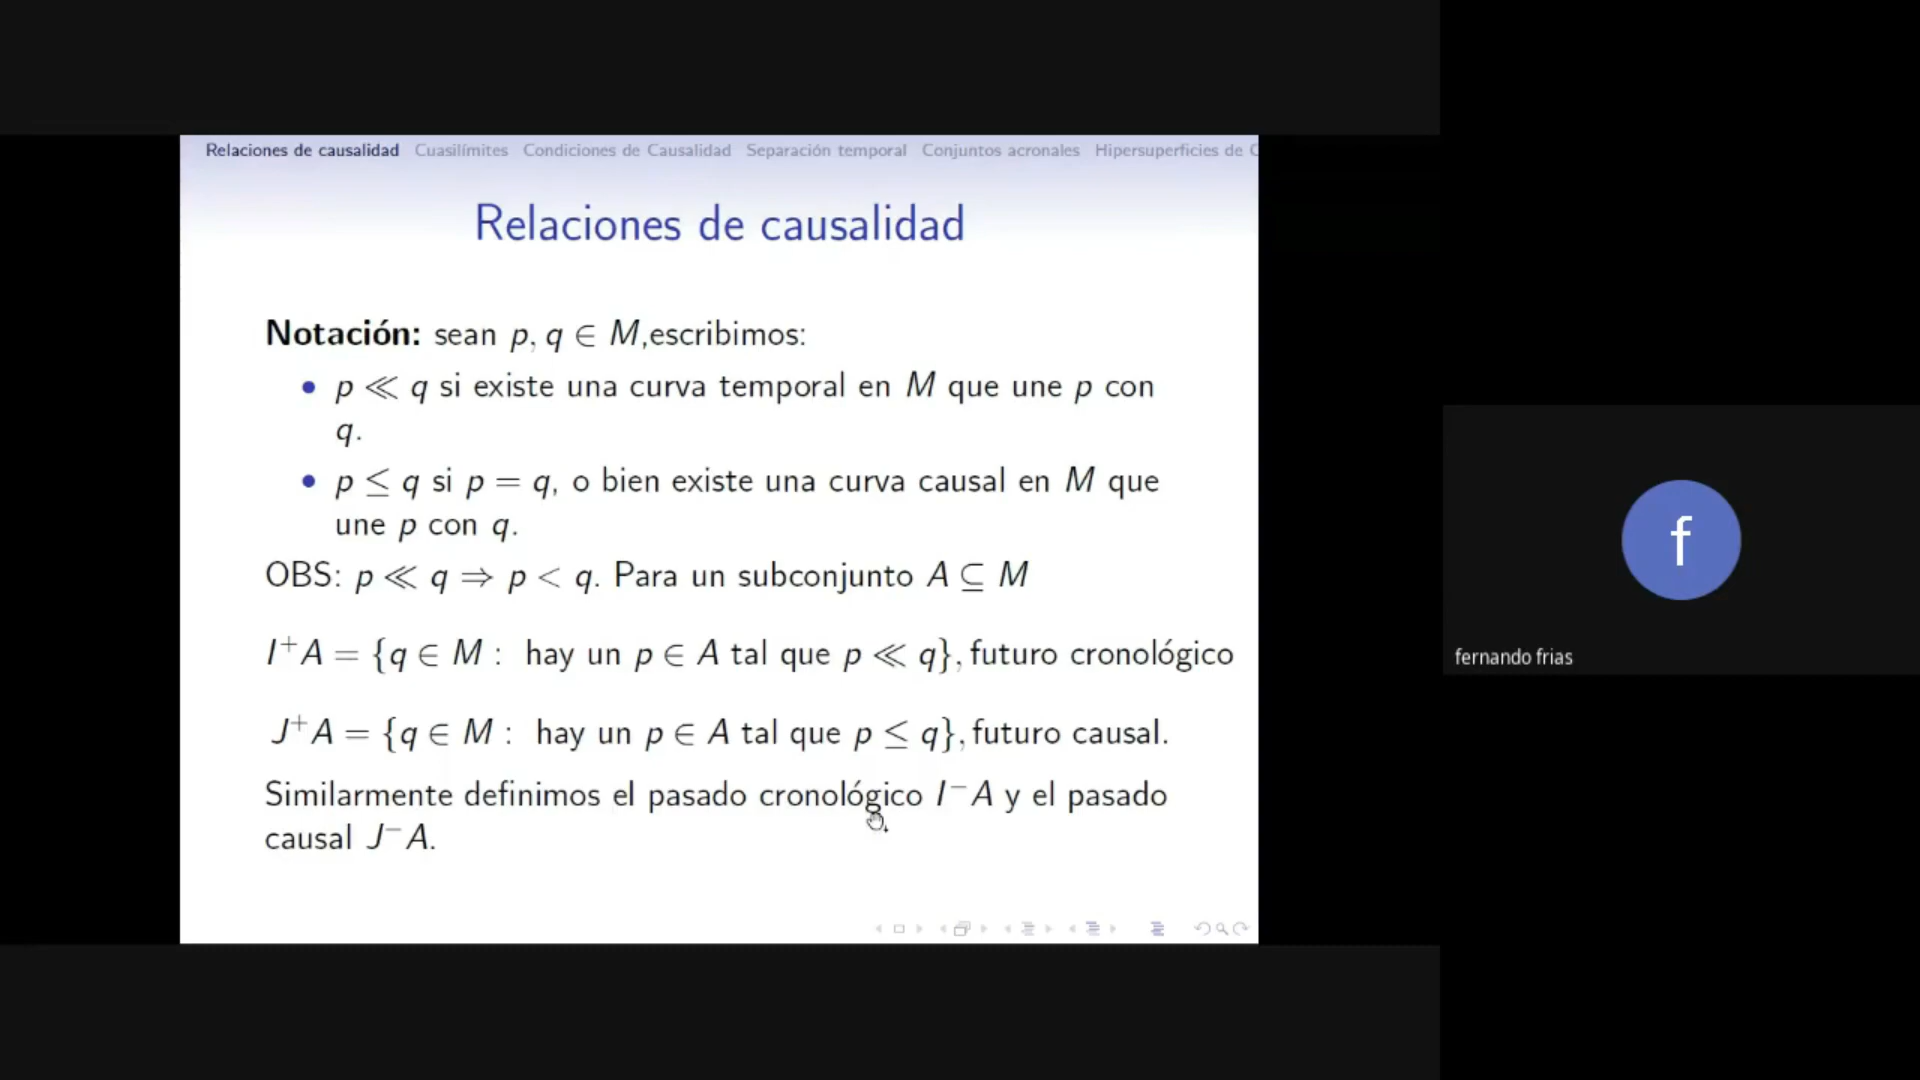 Relaciones de causalidad Cuasilímites Condiciones de Causalidad Separación temporal Conjuntos acronales Hipersuperficies de C
Relaciones de causalidad
Notación: sean p, q ∈ M,escribimos:
• p ≪ q si existe una curva temporal en M que une p con
q.
• p ≤ q si p = q, o bien existe una curva causal en M que
une p con q.
OBS: p ≪ q ⇒ p < q. Para un subconjunto A ⊆ M
I⁺A = {q ∈ M : hay un p ∈ A tal que p ≪ q}, futuro cronológico
J⁺A = {q ∈ M : hay un p ∈ A tal que p ≤ q}, futuro causal.
Similarmente definimos el pasado cronológico I⁻A y el pasado
causal J⁻A.
f
fernando frias